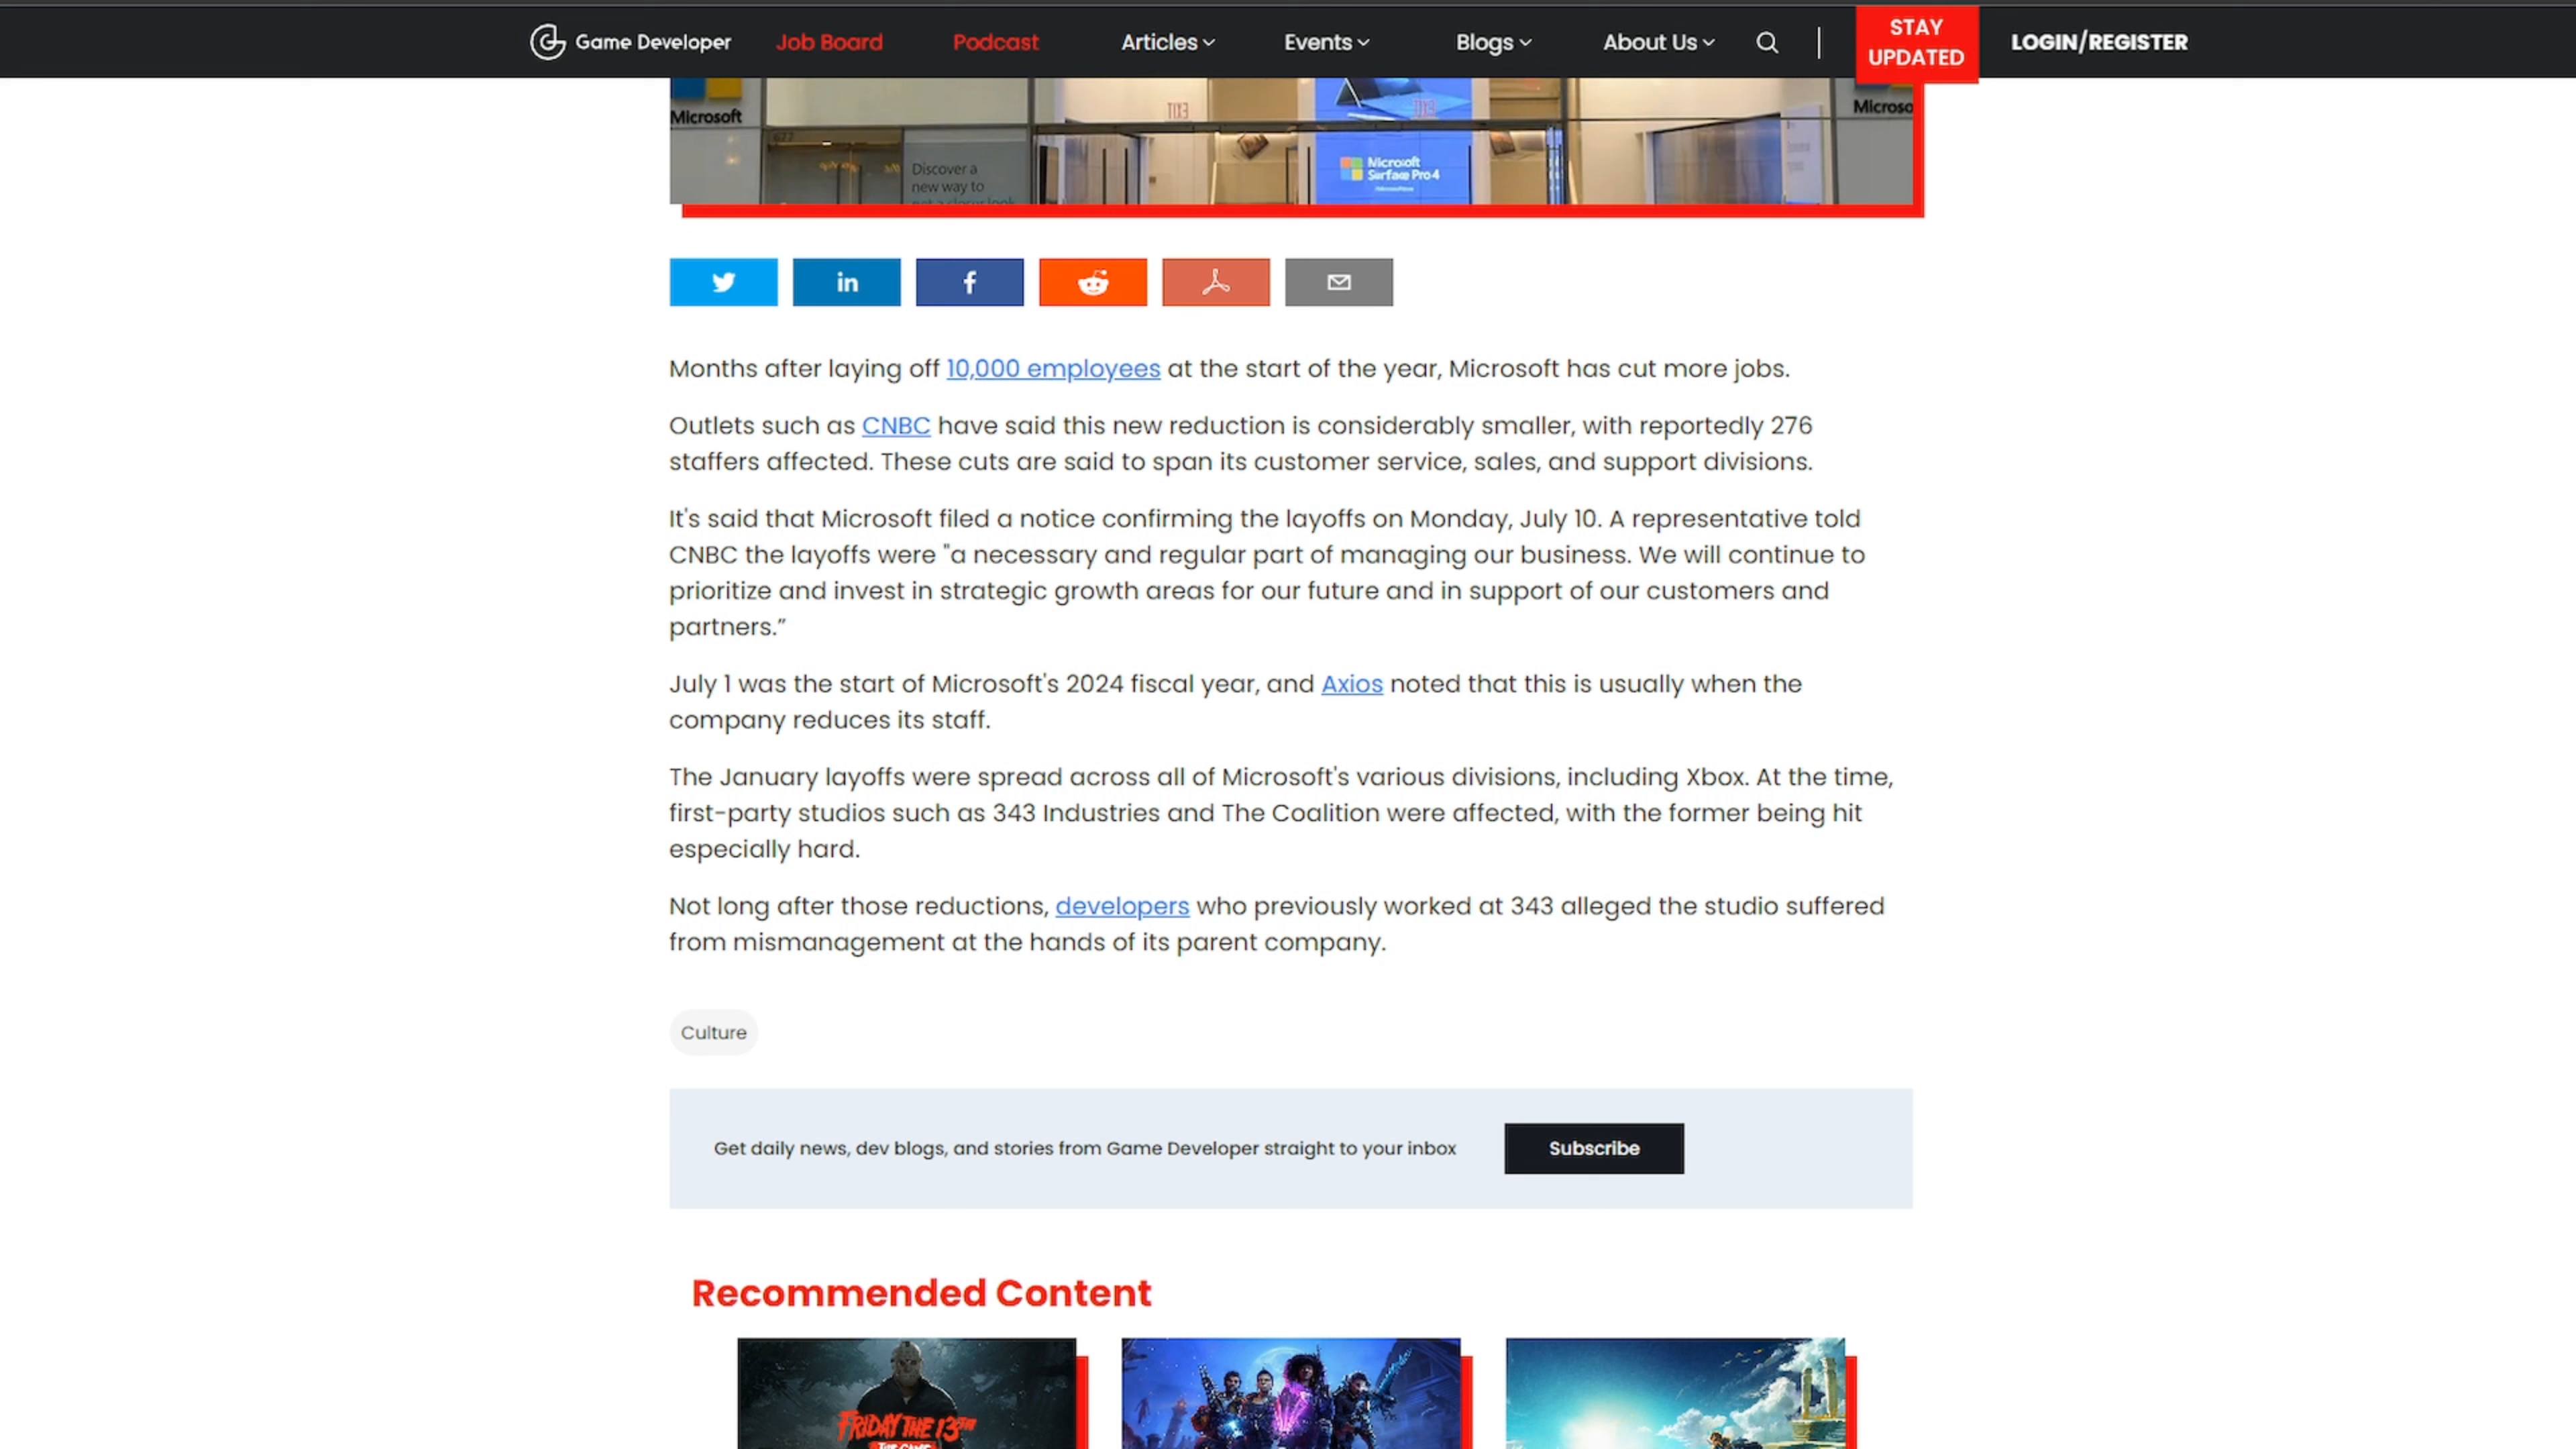 Game Developer
Job Board
Podcast
Articles
Events
Blogs
About Us
STAY
UPDATED
LOGIN/REGISTER
Microsoft
677
EXIT
EXIT
Microso
Discover a
new way to
Microsoft
Surface Pro 4
in
f
Months after laying off 10,000 employees at the start of the year, Microsoft has cut more jobs.
Outlets such as CNBC have said this new reduction is considerably smaller, with reportedly 276
staffers affected. These cuts are said to span its customer service, sales, and support divisions.
It's said that Microsoft filed a notice confirming the layoffs on Monday, July 10. A representative told
CNBC the layoffs were "a necessary and regular part of managing our business. We will continue to
prioritize and invest in strategic growth areas for our future and in support of our customers and
partners.”
July 1 was the start of Microsoft's 2024 fiscal year, and Axios noted that this is usually when the
company reduces its staff.
The January layoffs were spread across all of Microsoft's various divisions, including Xbox. At the time,
first-party studios such as 343 Industries and The Coalition were affected, with the former being hit
especially hard.
Not long after those reductions, developers who previously worked at 343 alleged the studio suffered
from mismanagement at the hands of its parent company.
Culture
Get daily news, dev blogs, and stories from Game Developer straight to your inbox
Subscribe
Recommended Content
FRIDAY THE 13TH
THE GAME